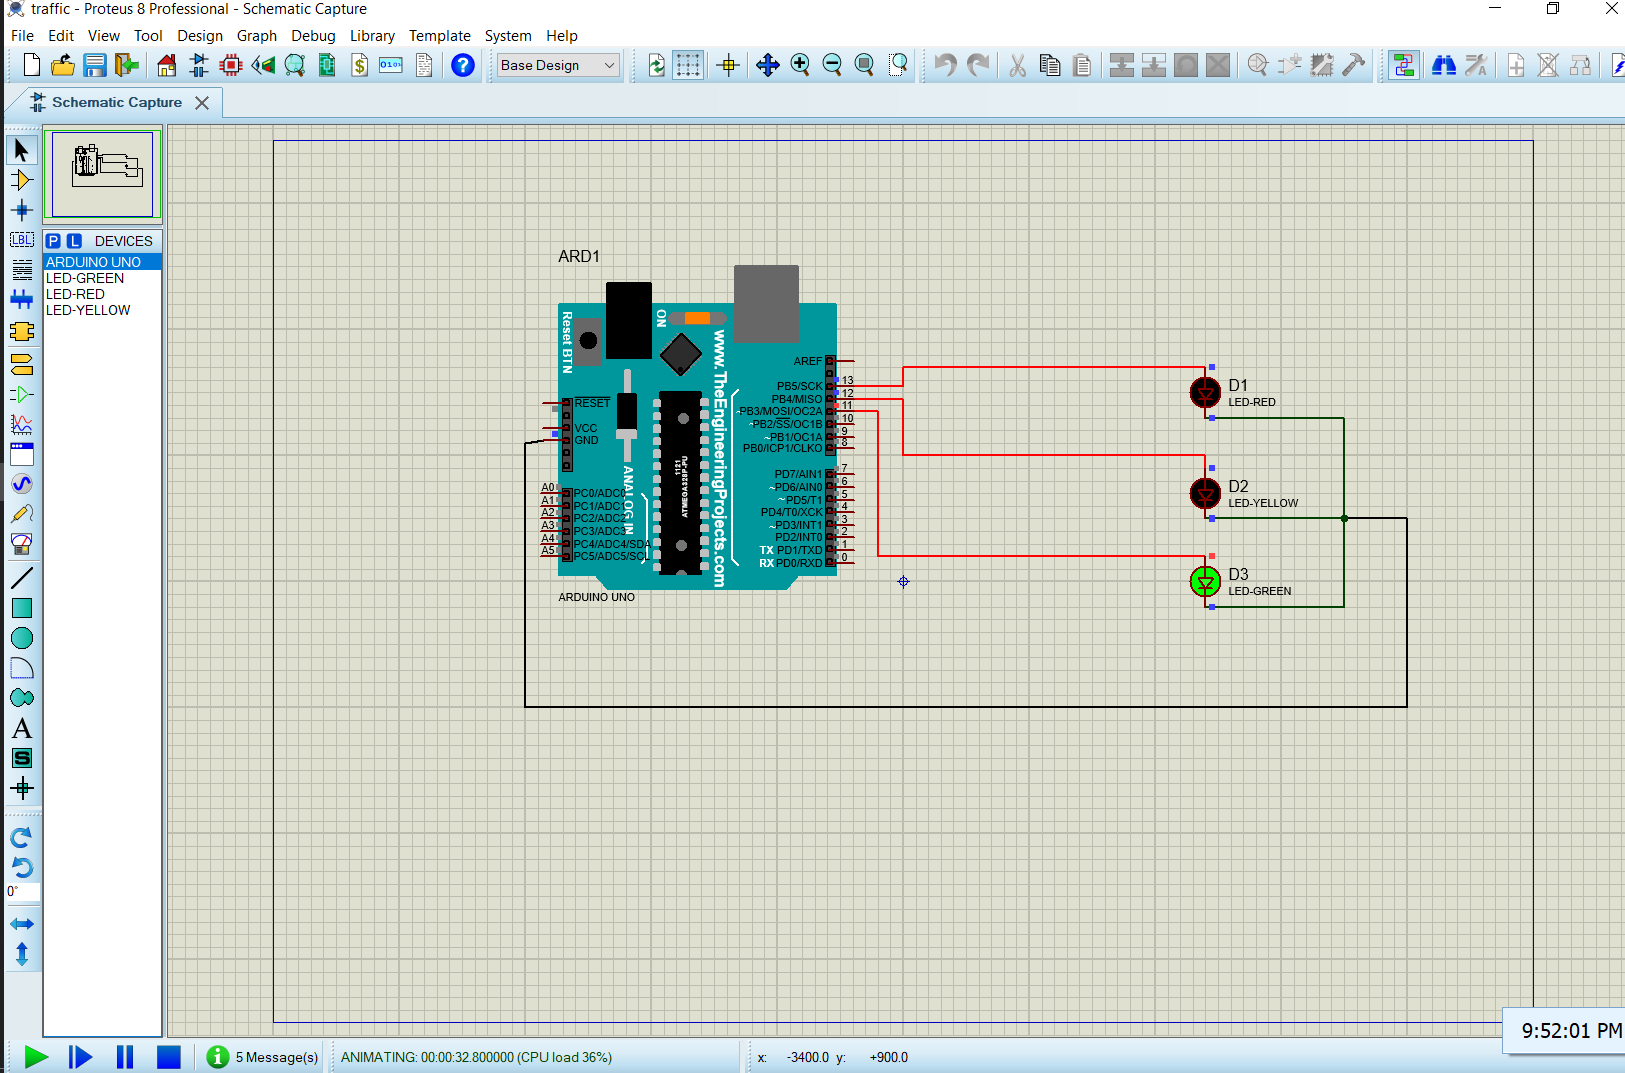 traffic - Proteus 8 Professional - Schematic Capture
File Edit View Tool Design Graph Debug Library Template System Help
Base Design
Schematic Capture
P L DEVICES
ARDUINO UNO
LED-GREEN
LED-RED
LED-YELLOW
LBL
A
S
0°
ARD1
Reset BTN
ON
www.TheEngineeringProjects.com
ANALOG IN
ATMEGA328P-PU
1121
RESET
VCC
GND
A0 PC0/ADC0
A1 PC1/ADC
A2 PC2/ADC
A3 PC3/ADC3
A4 PC4/ADC4/SDA
A5 PC5/ADC5/SC
AREF
PB5/SCK 13
PB4/MISO 12
~PB3/MOSI/OC2A 11
~PB2/SS/OC1B 10
~PB1/OC1A 9
PB0/ICP1/CLKO 8
PD7/AIN1 7
~PD6/AIN0 6
~PD5/T1 5
PD4/T0/XCK 4
~PD3/INT1 3
PD2/INT0 2
TX PD1/TXD 1
RX PD0/RXD 0
ARDUINO UNO
D1
LED-RED
D2
LED-YELLOW
D3
LED-GREEN
9:52:01 PM
5 Message(s)
ANIMATING: 00:00:32.800000 (CPU load 36%)
x: -3400.0 y: +900.0